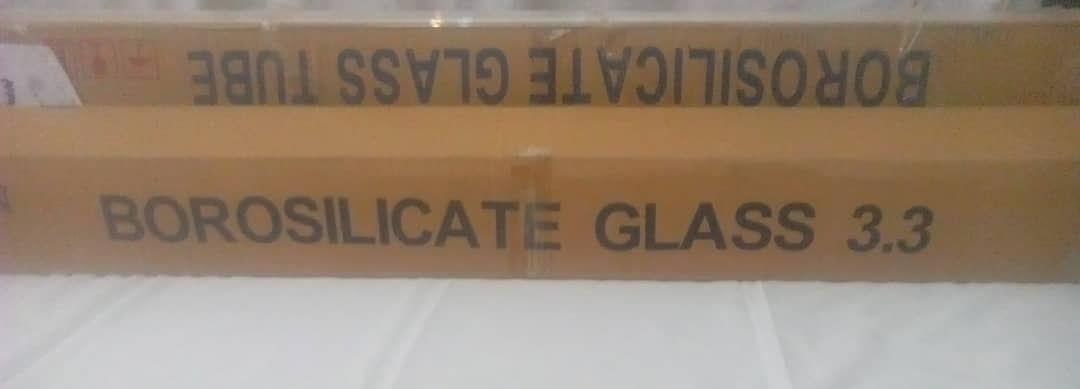 BOROSILICATE GLASS TUBE
BOROSILICATE GLASS 3.3